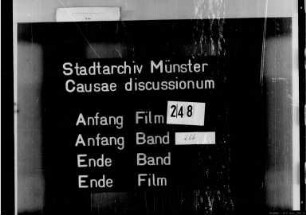 Stadtarchiv Münster
Causae discussionum
Anfang Film 248
Anfang Band
Ende Band
Ende Film